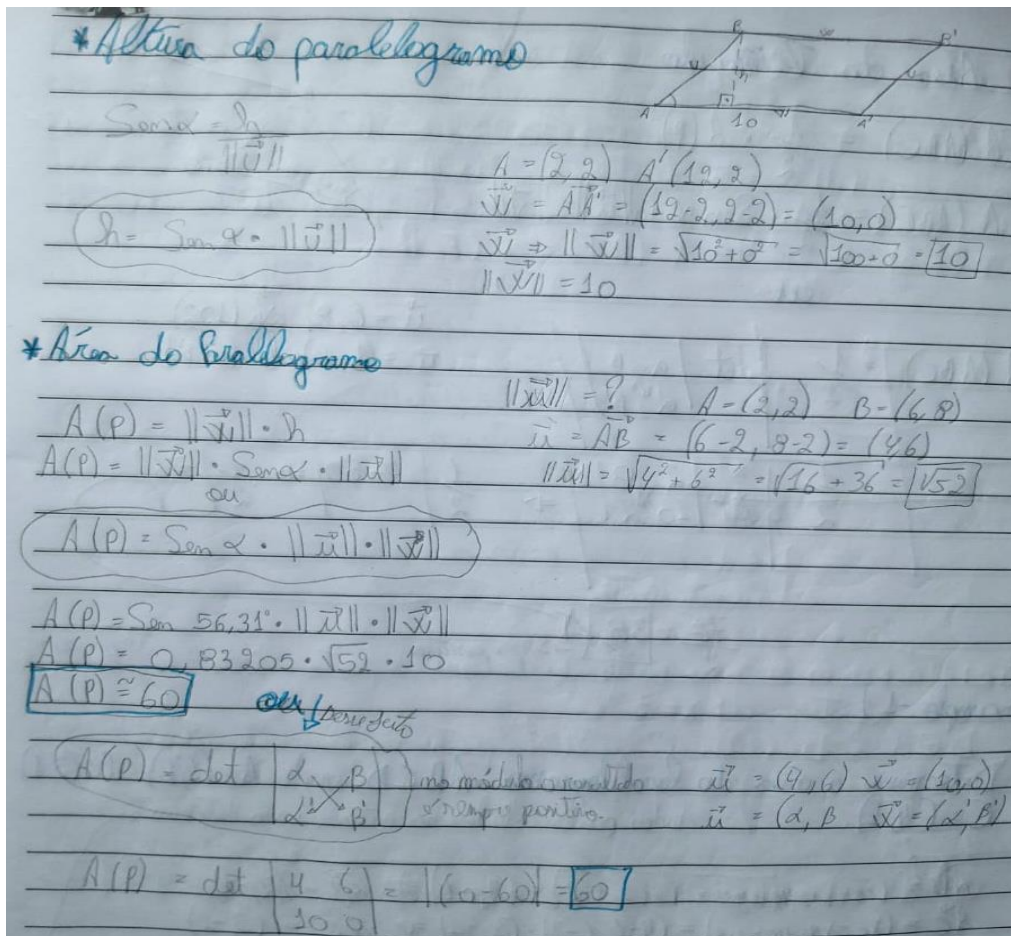 * Altura do paralelogramo
B w B'
u h u
A 10 w A'
Sen α = h / ||u||
h = Sen α · ||u||
A = (2,2) A' (12,2)
w = AA' = (12-2, 2-2) = (10,0)
w ⇒ ||w|| = √10² + 0² = √100+0 = 10
||w|| = 10
* Área do Paralelogramo
A(P) = ||w|| · h
A(P) = ||w|| · Sen α · ||u||
ou
A(P) = Sen α · ||u|| · ||w||
||u|| = ? A = (2,2) B = (6,8)
u = AB = (6-2, 8-2) = (4,6)
||u|| = √4² + 6² = √16 + 36 = √52
A(P) = Sen 56,31° · ||u|| · ||w||
A(P) = 0,83205 · √52 · 10
A(P) ≅ 60
ou
A(P) = det | α B |
| α' B' |
no módulo o resultado
é sempre positivo.
u = (4,6) w = (10,0)
u = (α, B w = (α', B')
A(P) = det | 4 6 | = |(0-60)| = 60
10 0